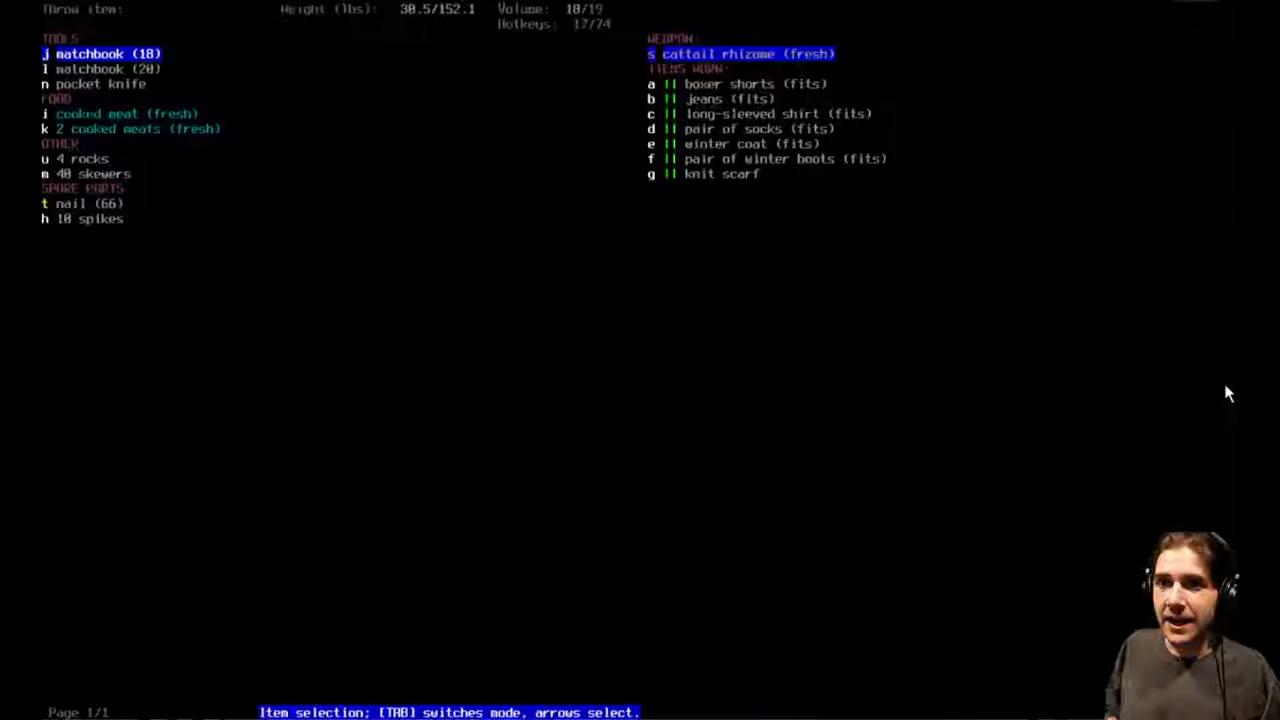 Throw item: Weight (lbs): 30.5/152.1 Volume: 18/19
Hotkeys: 17/74
TOOLS
j matchbook (18)
l matchbook (20)
n pocket knife
FOOD
i cooked meat (fresh)
k 2 cooked meats (fresh)
OTHER
u 4 rocks
m 40 skewers
SPARE PARTS
t nail (66)
h 10 spikes
WEAPON:
s cattail rhizome (fresh)
ITEMS WORN:
a || boxer shorts (fits)
b || jeans (fits)
c || long-sleeved shirt (fits)
d || pair of socks (fits)
e || winter coat (fits)
f || pair of winter boots (fits)
g || knit scarf
Page 1/1 Item selection; [TAB] switches mode, arrows select.